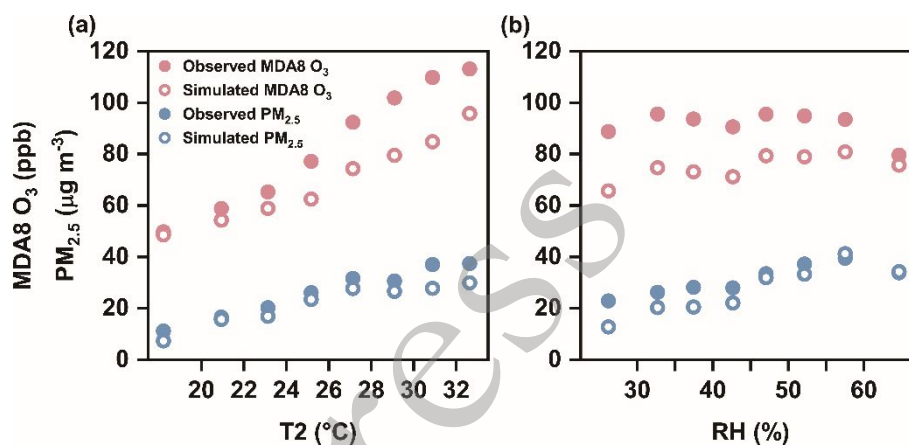 (a)
(b)
120
100
80
60
40
20
0
MDA8 O3 (ppb)
PM2.5 (μg m-3)
Observed MDA8 O3
Simulated MDA8 O3
Observed PM2.5
Simulated PM2.5
20 22 24 26 28 30 32
T2 (°C)
120
100
80
60
40
20
0
30 40 50 60
RH (%)
ress